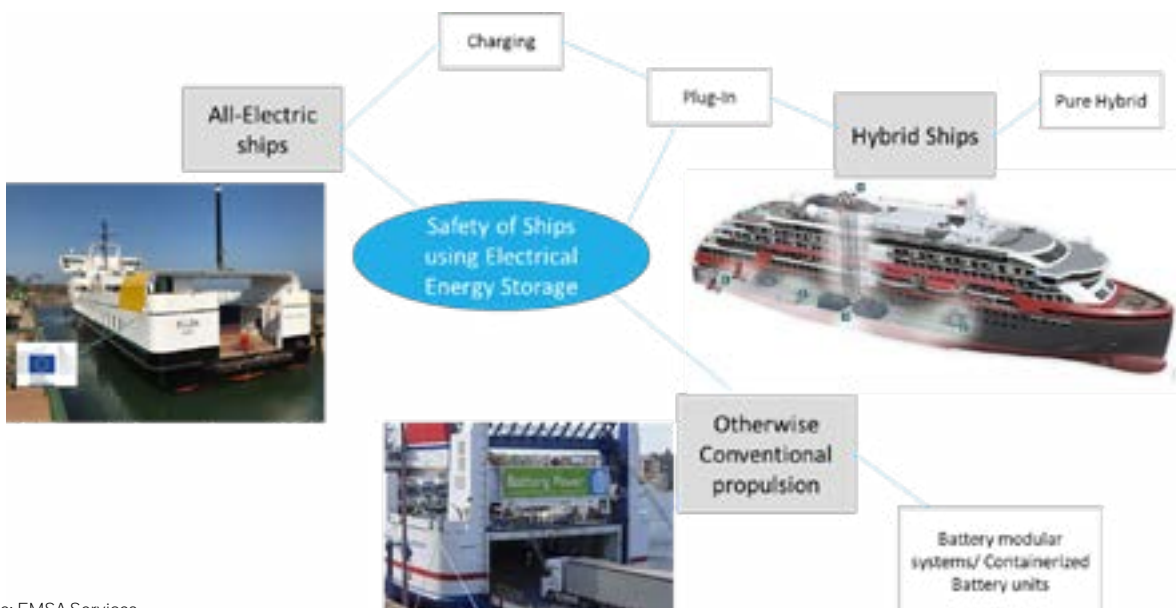 Charging
All-Electric
ships
Plug-In
Hybrid Ships
Pure Hybrid
Safety of Ships
using Electrical
Energy Storage
Battery Power
Otherwise
Conventional
propulsion
Battery modular
systems/ Containerized
Battery units
EMSA Services